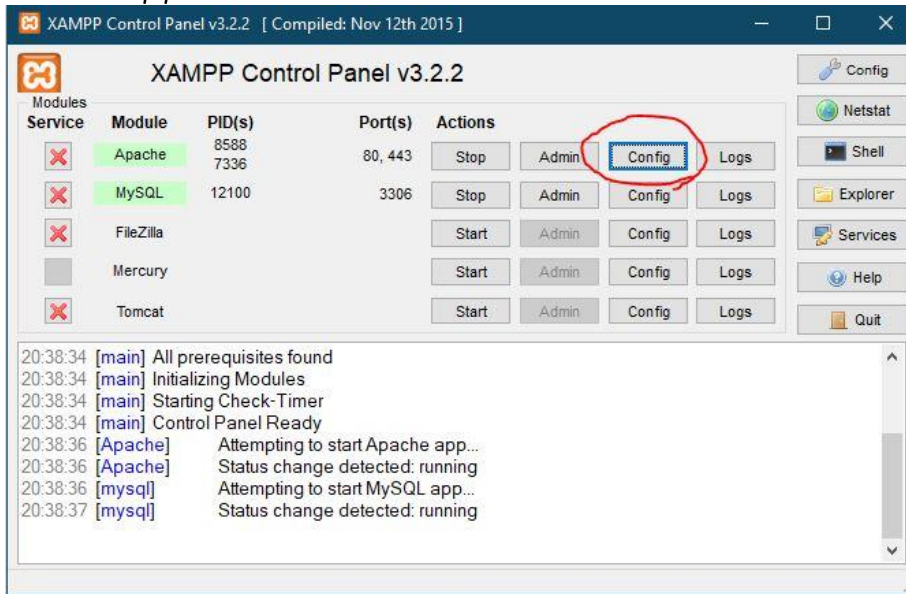 XAMPP Control Panel v3.2.2 [ Compiled: Nov 12th 2015 ]
XAMPP Control Panel v3.2.2
Config
Modules
Service Module PID(s) Port(s) Actions
Netstat
Apache 8588 7336 80, 443 Stop Admin Config Logs
Shell
MySQL 12100 3306 Stop Admin Config Logs
Explorer
FileZilla Start Admin Config Logs
Services
Mercury Start Admin Config Logs
Help
Tomcat Start Admin Config Logs
Quit
20:38:34 [main] All prerequisites found
20:38:34 [main] Initializing Modules
20:38:34 [main] Starting Check-Timer
20:38:34 [main] Control Panel Ready
20:38:36 [Apache] Attempting to start Apache app...
20:38:36 [Apache] Status change detected: running
20:38:36 [mysql] Attempting to start MySQL app...
20:38:37 [mysql] Status change detected: running